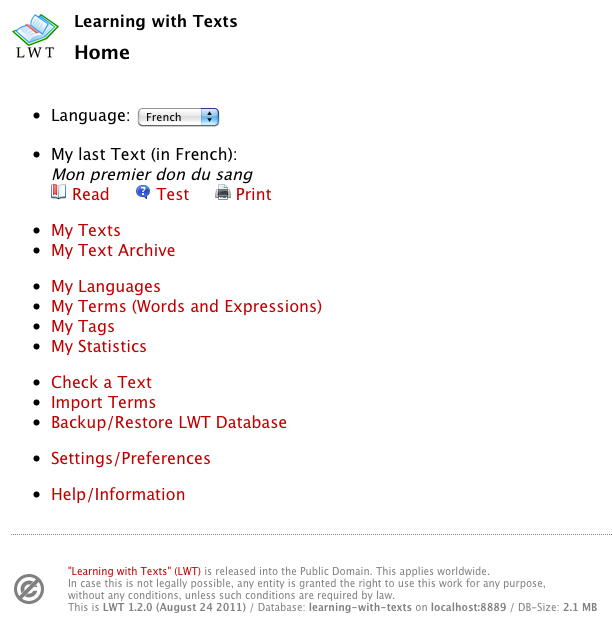 Learning with Texts
LWT
Home
Language: French
My last Text (in French):
Mon premier don du sang
Read Test Print
My Texts
My Text Archive
My Languages
My Terms (Words and Expressions)
My Tags
My Statistics
Check a Text
Import Terms
Backup/Restore LWT Database
Settings/Preferences
Help/Information
"Learning with Texts" (LWT) is released into the Public Domain. This applies worldwide.
In case this is not legally possible, any entity is granted the right to use this work for any purpose,
without any conditions, unless such conditions are required by law.
This is LWT 1.2.0 (August 24 2011) / Database: learning-with-texts on localhost:8889 / DB-Size: 2.1 MB